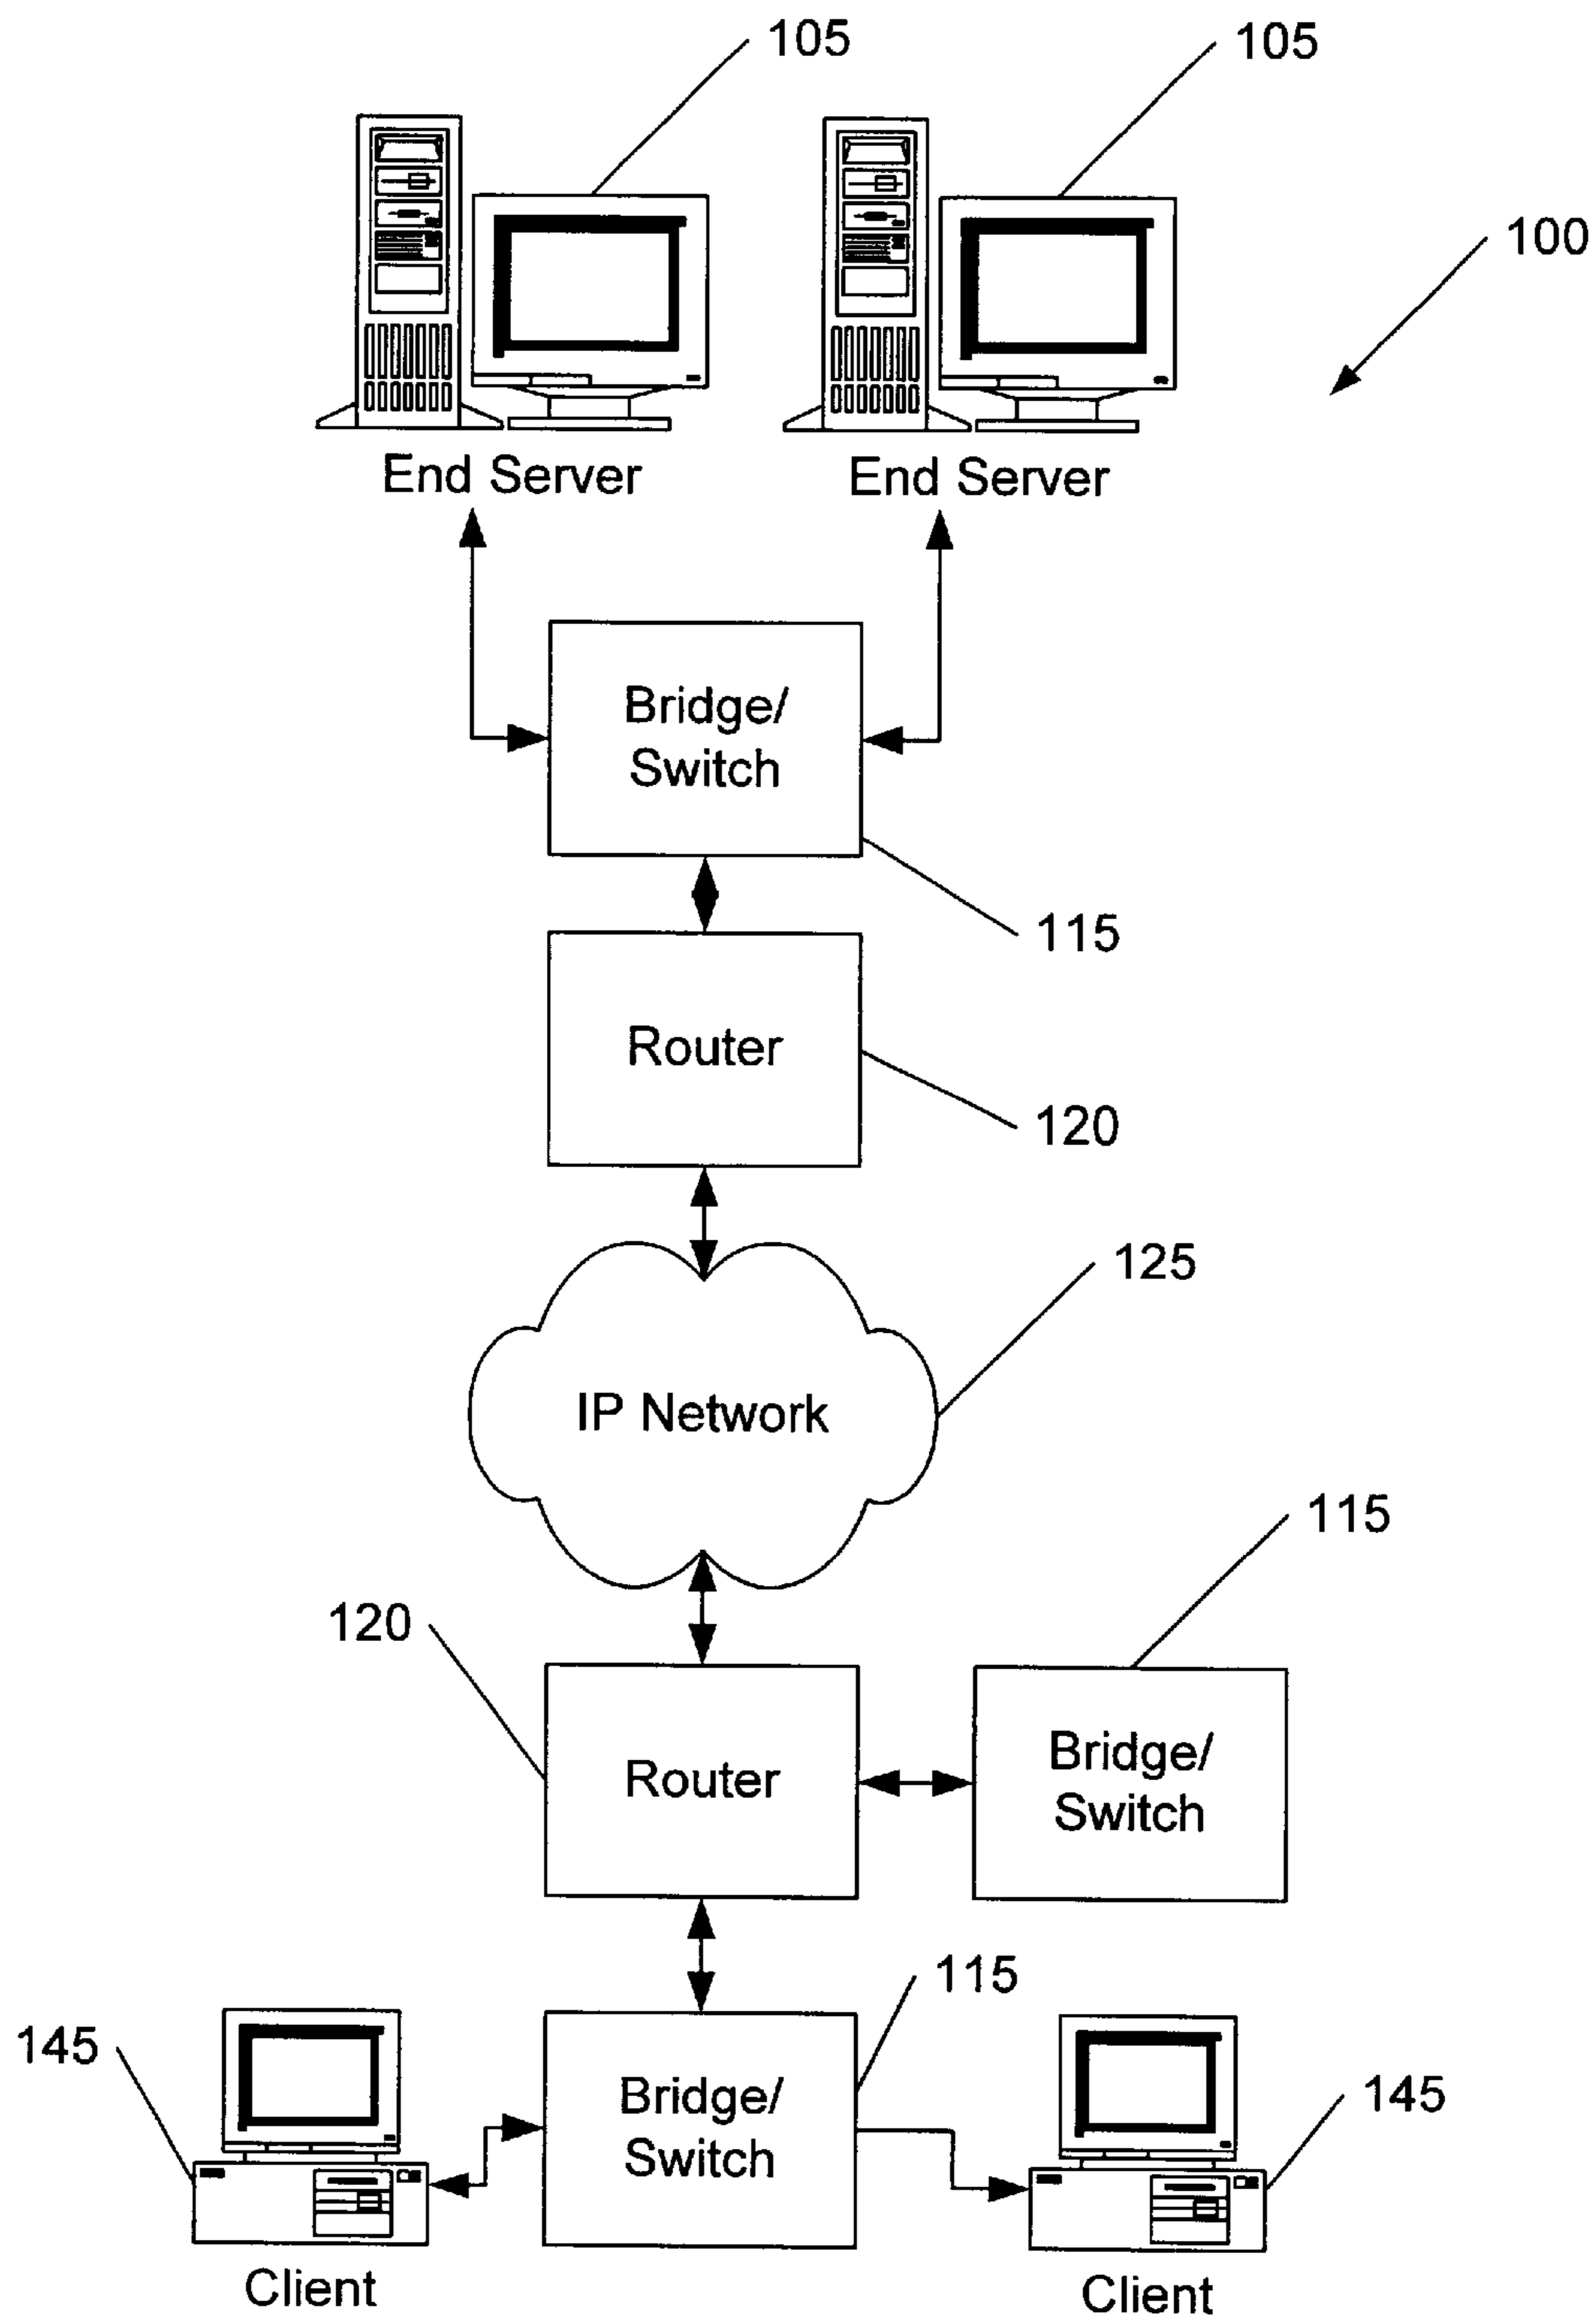 105
105
100
End Server
End Server
Bridge/
Switch
115
Router
120
125
IP Network
115
120
Router
Bridge/
Switch
115
145
Bridge/
Switch
145
Client
Client